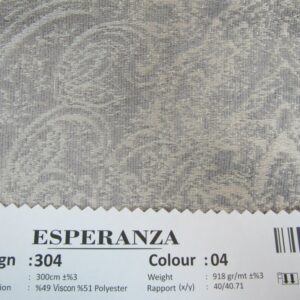 ESPERANZA
gn :304 Colour :04
: 300cm ±%3 Weight : 918 gr/mt ±%3
ion : %49 Viscon %51 Polyester Rapport (x/y) : 40/40.71